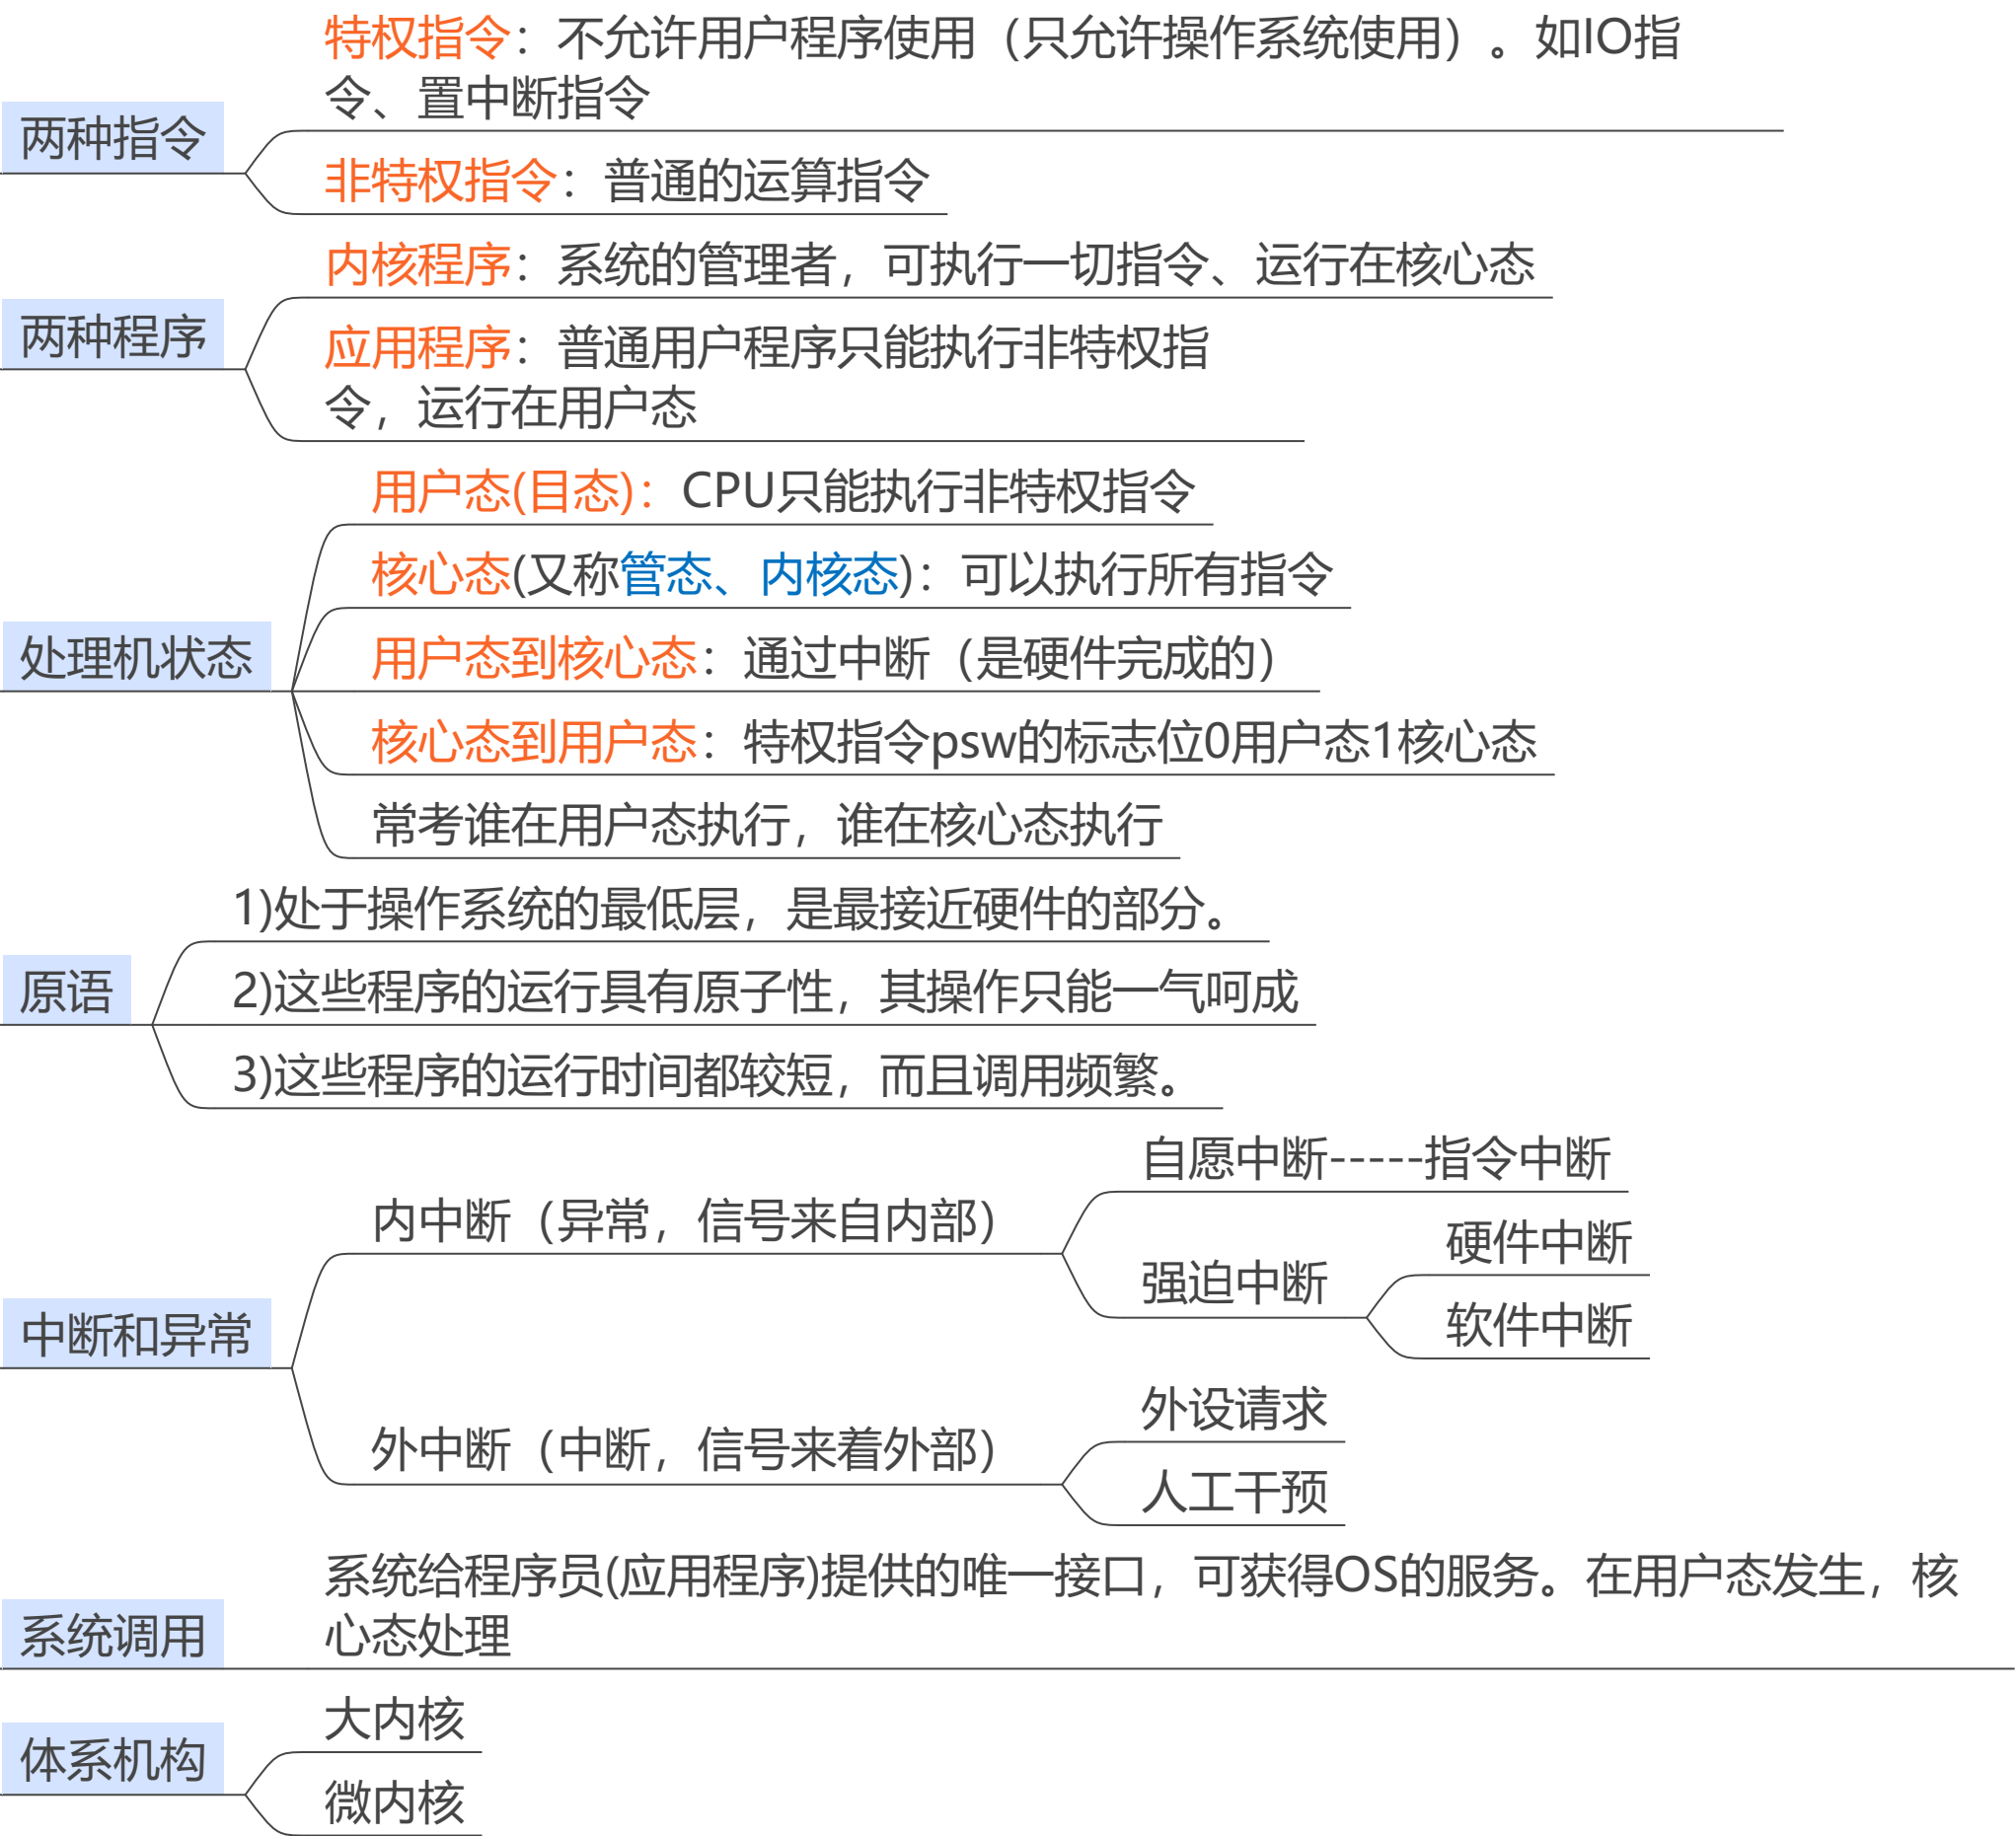 特权指令：不允许用户程序使用（只允许操作系统使用）。如IO指
令、置中断指令
两种指令
非特权指令：普通的运算指令
内核程序：系统的管理者，可执行一切指令、运行在核心态
两种程序
应用程序：普通用户程序只能执行非特权指
令，运行在用户态
用户态(目态)：CPU只能执行非特权指令
核心态(又称管态、内核态)：可以执行所有指令
处理机状态
用户态到核心态：通过中断（是硬件完成的）
核心态到用户态：特权指令psw的标志位0用户态1核心态
常考谁在用户态执行，谁在核心态执行
1)处于操作系统的最低层，是最接近硬件的部分。
原语
2)这些程序的运行具有原子性，其操作只能一气呵成
3)这些程序的运行时间都较短，而且调用频繁。
中断和异常
内中断（异常，信号来自内部）
自愿中断-----指令中断
强迫中断
硬件中断
软件中断
外中断（中断，信号来着外部）
外设请求
人工干预
系统调用
系统给程序员(应用程序)提供的唯一接口，可获得OS的服务。在用户态发生，核
心态处理
体系机构
大内核
微内核